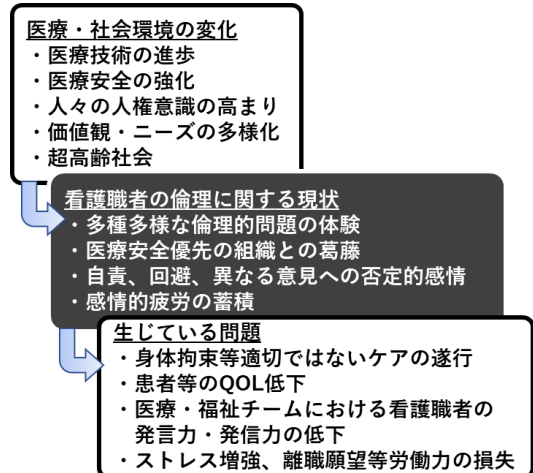 医療・社会環境の変化
・医療技術の進歩
・医療安全の強化
・人々の人権意識の高まり
・価値観・ニーズの多様化
・超高齢社会
看護職者の倫理に関する現状
・多種多様な倫理的問題の体験
・医療安全優先の組織との葛藤
・自責、回避、異なる意見への否定的感情
・感情的疲労の蓄積
生じている問題
・身体拘束等適切ではないケアの遂行
・患者等のQOL低下
・医療・福祉チームにおける看護職者の
発言力・発信力の低下
・ストレス増強、離職願望等労働力の損失